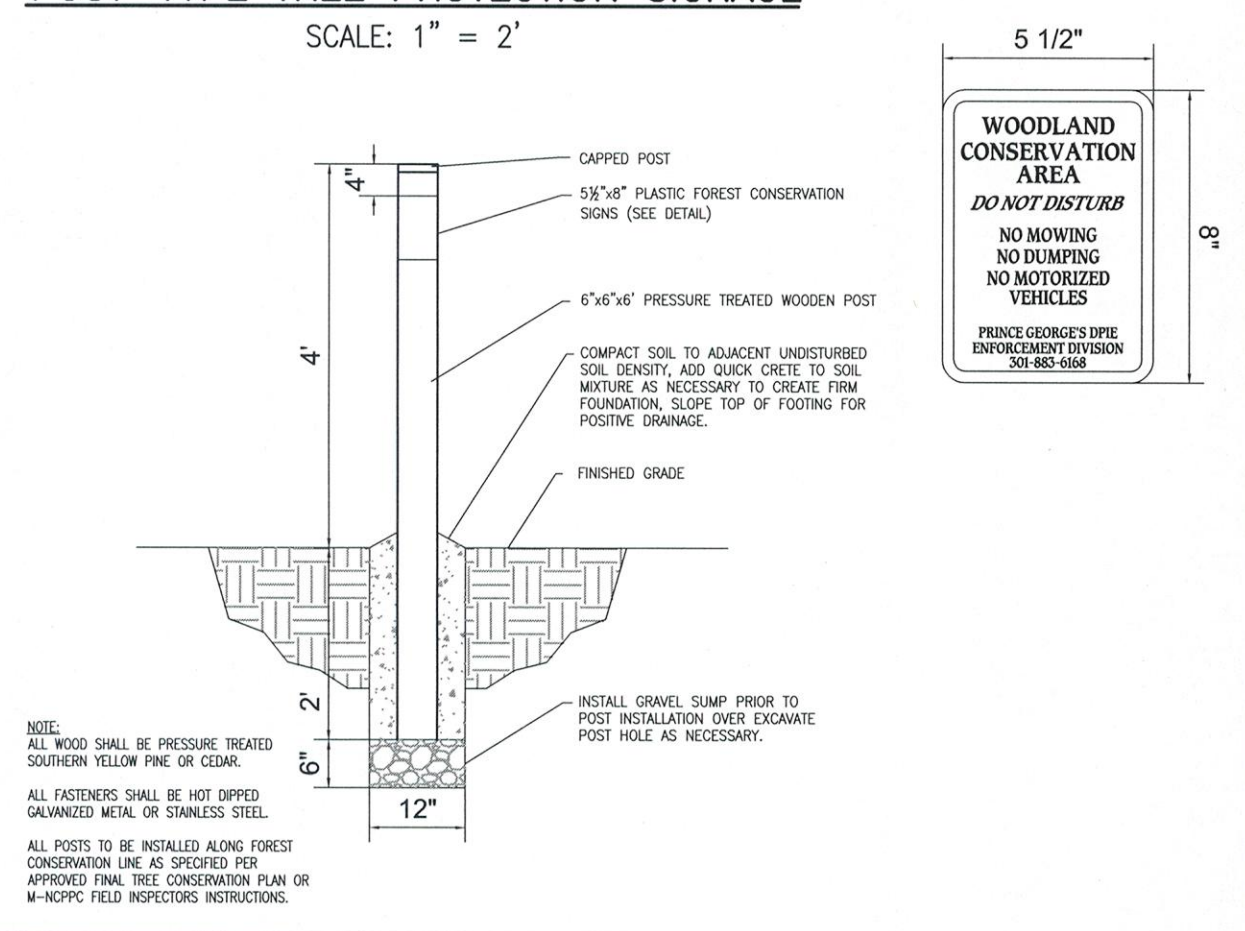 SCALE: 1" = 2'
5 1/2"
WOODLAND
CONSERVATION
AREA
DO NOT DISTURB
NO MOWING
NO DUMPING
NO MOTORIZED
VEHICLES
PRINCE GEORGE'S DPIE
ENFORCEMENT DIVISION
301-883-6168
8"
4"
CAPPED POST
5½"x8" PLASTIC FOREST CONSERVATION
SIGNS (SEE DETAIL)
6"x6"x6' PRESSURE TREATED WOODEN POST
4'
COMPACT SOIL TO ADJACENT UNDISTURBED
SOIL DENSITY, ADD QUICK CRETE TO SOIL
MIXTURE AS NECESSARY TO CREATE FIRM
FOUNDATION, SLOPE TOP OF FOOTING FOR
POSITIVE DRAINAGE.
FINISHED GRADE
2'
INSTALL GRAVEL SUMP PRIOR TO
POST INSTALLATION OVER EXCAVATE
POST HOLE AS NECESSARY.
6"
12"
NOTE:
ALL WOOD SHALL BE PRESSURE TREATED
SOUTHERN YELLOW PINE OR CEDAR.
ALL FASTENERS SHALL BE HOT DIPPED
GALVANIZED METAL OR STAINLESS STEEL.
ALL POSTS TO BE INSTALLED ALONG FOREST
CONSERVATION LINE AS SPECIFIED PER
APPROVED FINAL TREE CONSERVATION PLAN OR
M-NCPPC FIELD INSPECTORS INSTRUCTIONS.